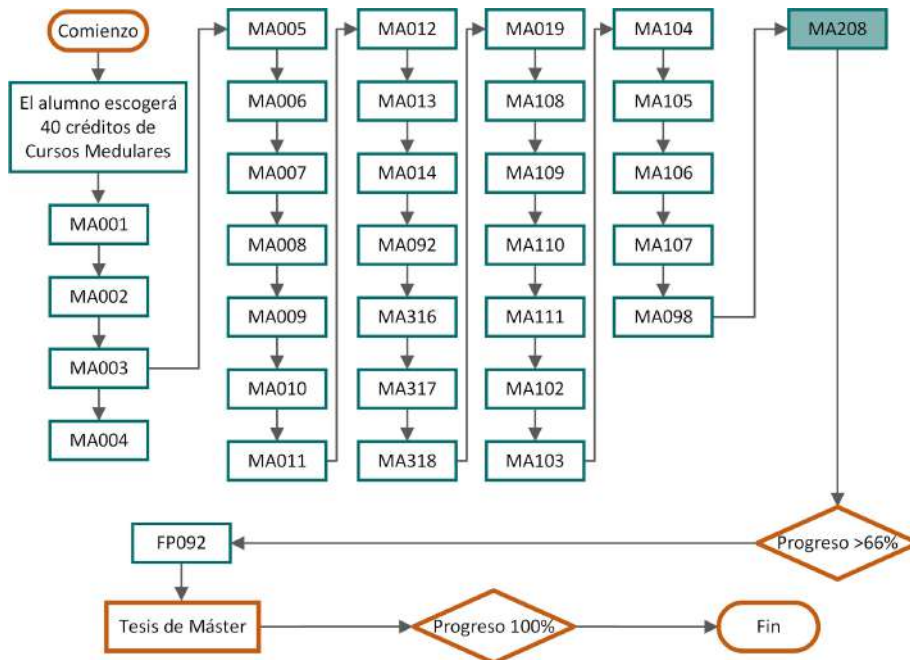 Comienzo
El alumno escogerá
40 créditos de
Cursos Medulares
MA001
MA002
MA003
MA004
MA005
MA006
MA007
MA008
MA009
MA010
MA011
MA012
MA013
MA014
MA092
MA316
MA317
MA318
MA019
MA108
MA109
MA110
MA111
MA102
MA103
MA104
MA105
MA106
MA107
MA098
MA208
Progreso >66%
FP092
Tesis de Máster
Progreso 100%
Fin